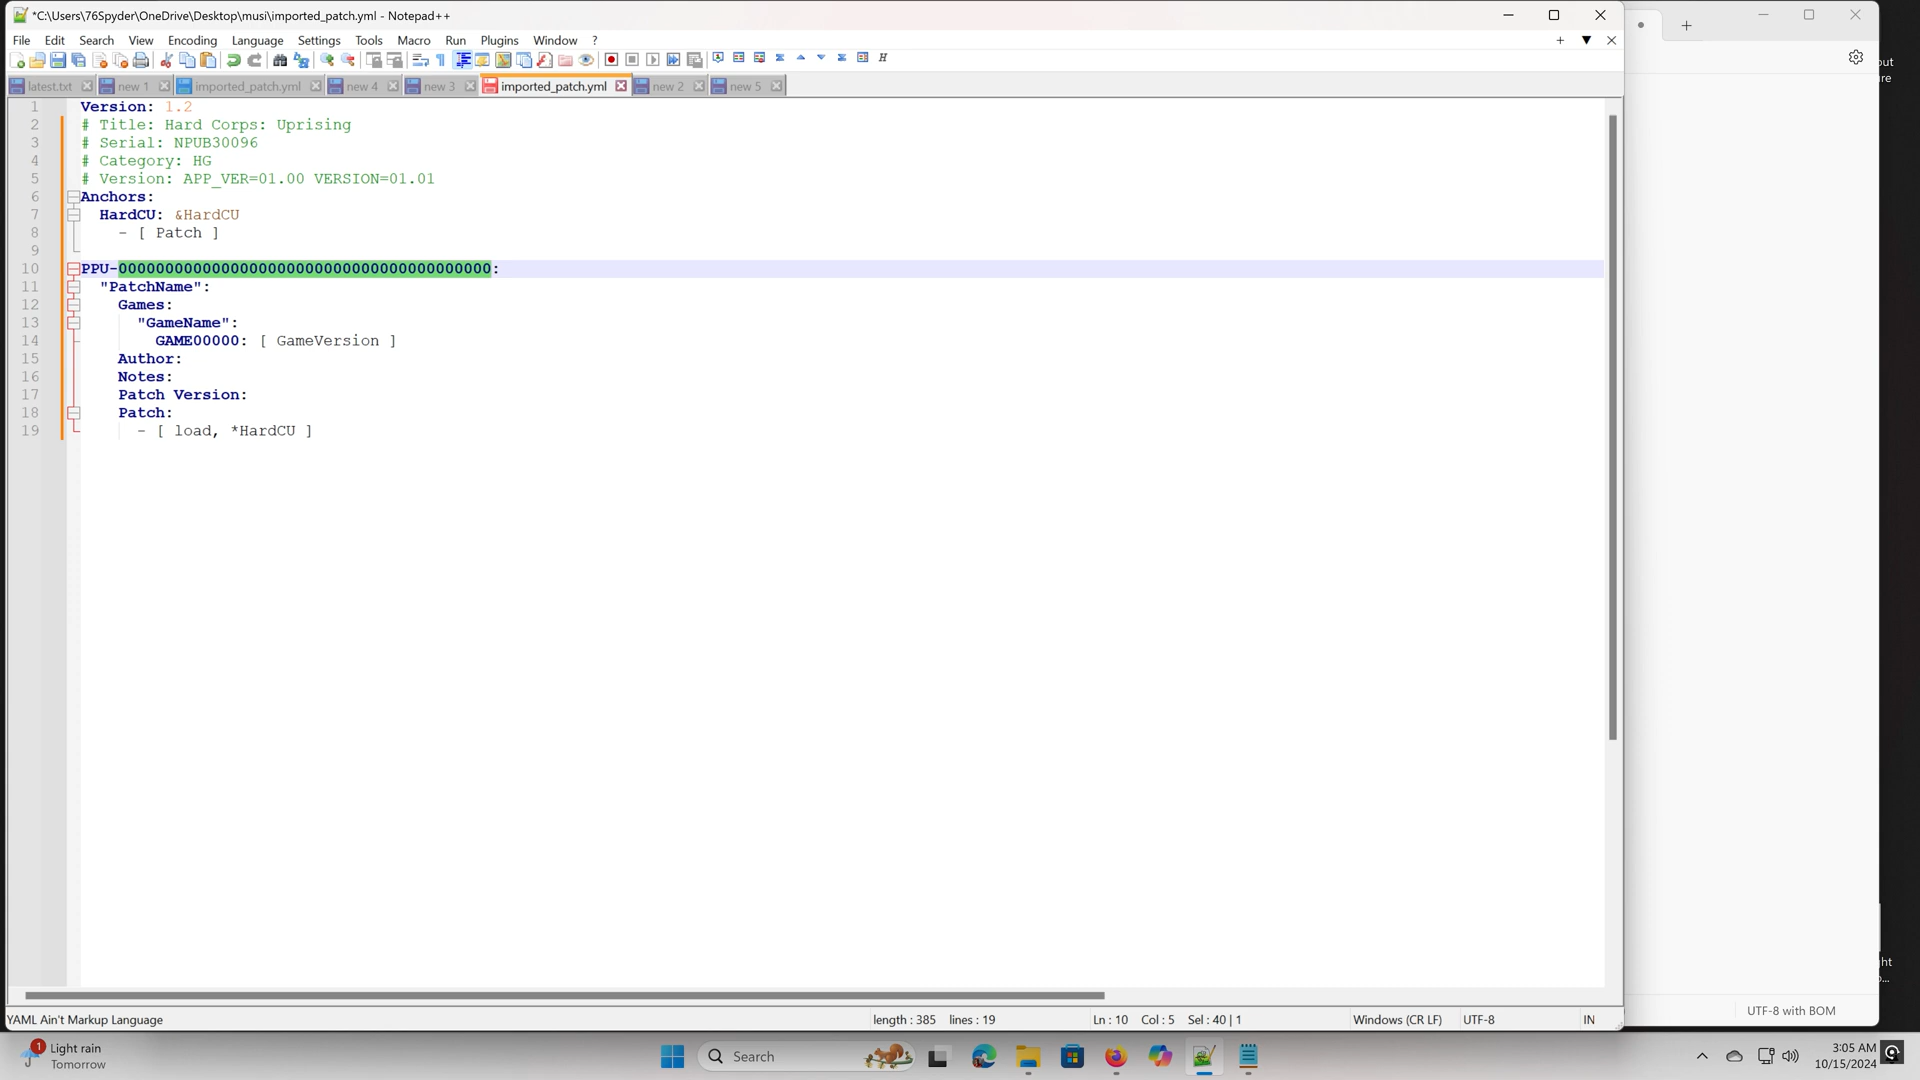 *C:\Users\76Spyder\OneDrive\Desktop\musi\imported_patch.yml - Notepad++
File Edit Search View Encoding Language Settings Tools Macro Run Plugins Window ?
latest.txt new 1 imported_patch.yml new 4 new 3 imported_patch.yml new 2 new 5
1 Version: 1.2
2 # Title: Hard Corps: Uprising
3 # Serial: NPUB30096
4 # Category: HG
5 # Version: APP_VER=01.00 VERSION=01.01
6 Anchors:
7 HardCU: &HardCU
8 - [ Patch ]
9
10 PPU-0000000000000000000000000000000000000000:
11 "PatchName":
12 Games:
13 "GameName":
14 GAME00000: [ GameVersion ]
15 Author:
16 Notes:
17 Patch Version:
18 Patch:
19 - [ load, *HardCU ]
YAML Ain't Markup Language length : 385 lines : 19 Ln : 10 Col : 5 Sel : 40 | 1 Windows (CR LF) UTF-8 IN
UTF-8 with BOM
1
Light rain
Tomorrow
Search
3:05 AM
10/15/2024